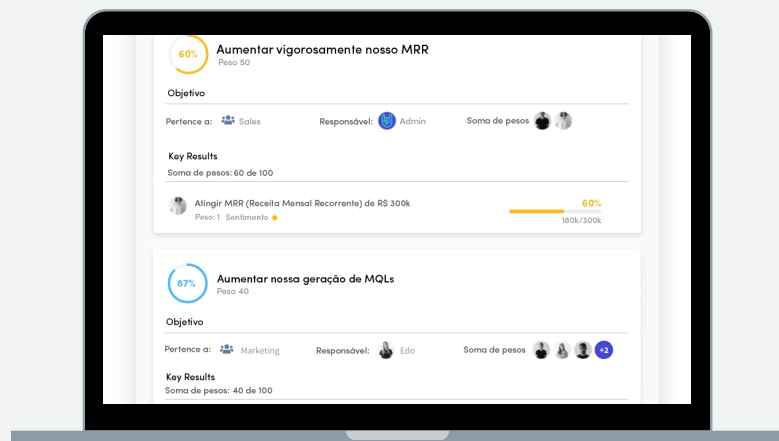 60%
Aumentar vigorosamente nosso MRR
Peso 50
Objetivo
Pertence a: Sales Responsável: Admin Soma de pesos
Key Results
Soma de pesos: 60 de 100
Atingir MRR (Receita Mensal Recorrente) de R$ 300k 60%
Peso: 1 Sentimento
180k/300k
87%
Aumentar nossa geração de MQLs
Peso 40
Objetivo
Pertence a: Marketing Responsável: Edo Soma de pesos +2
Key Results
Soma de pesos: 40 de 100